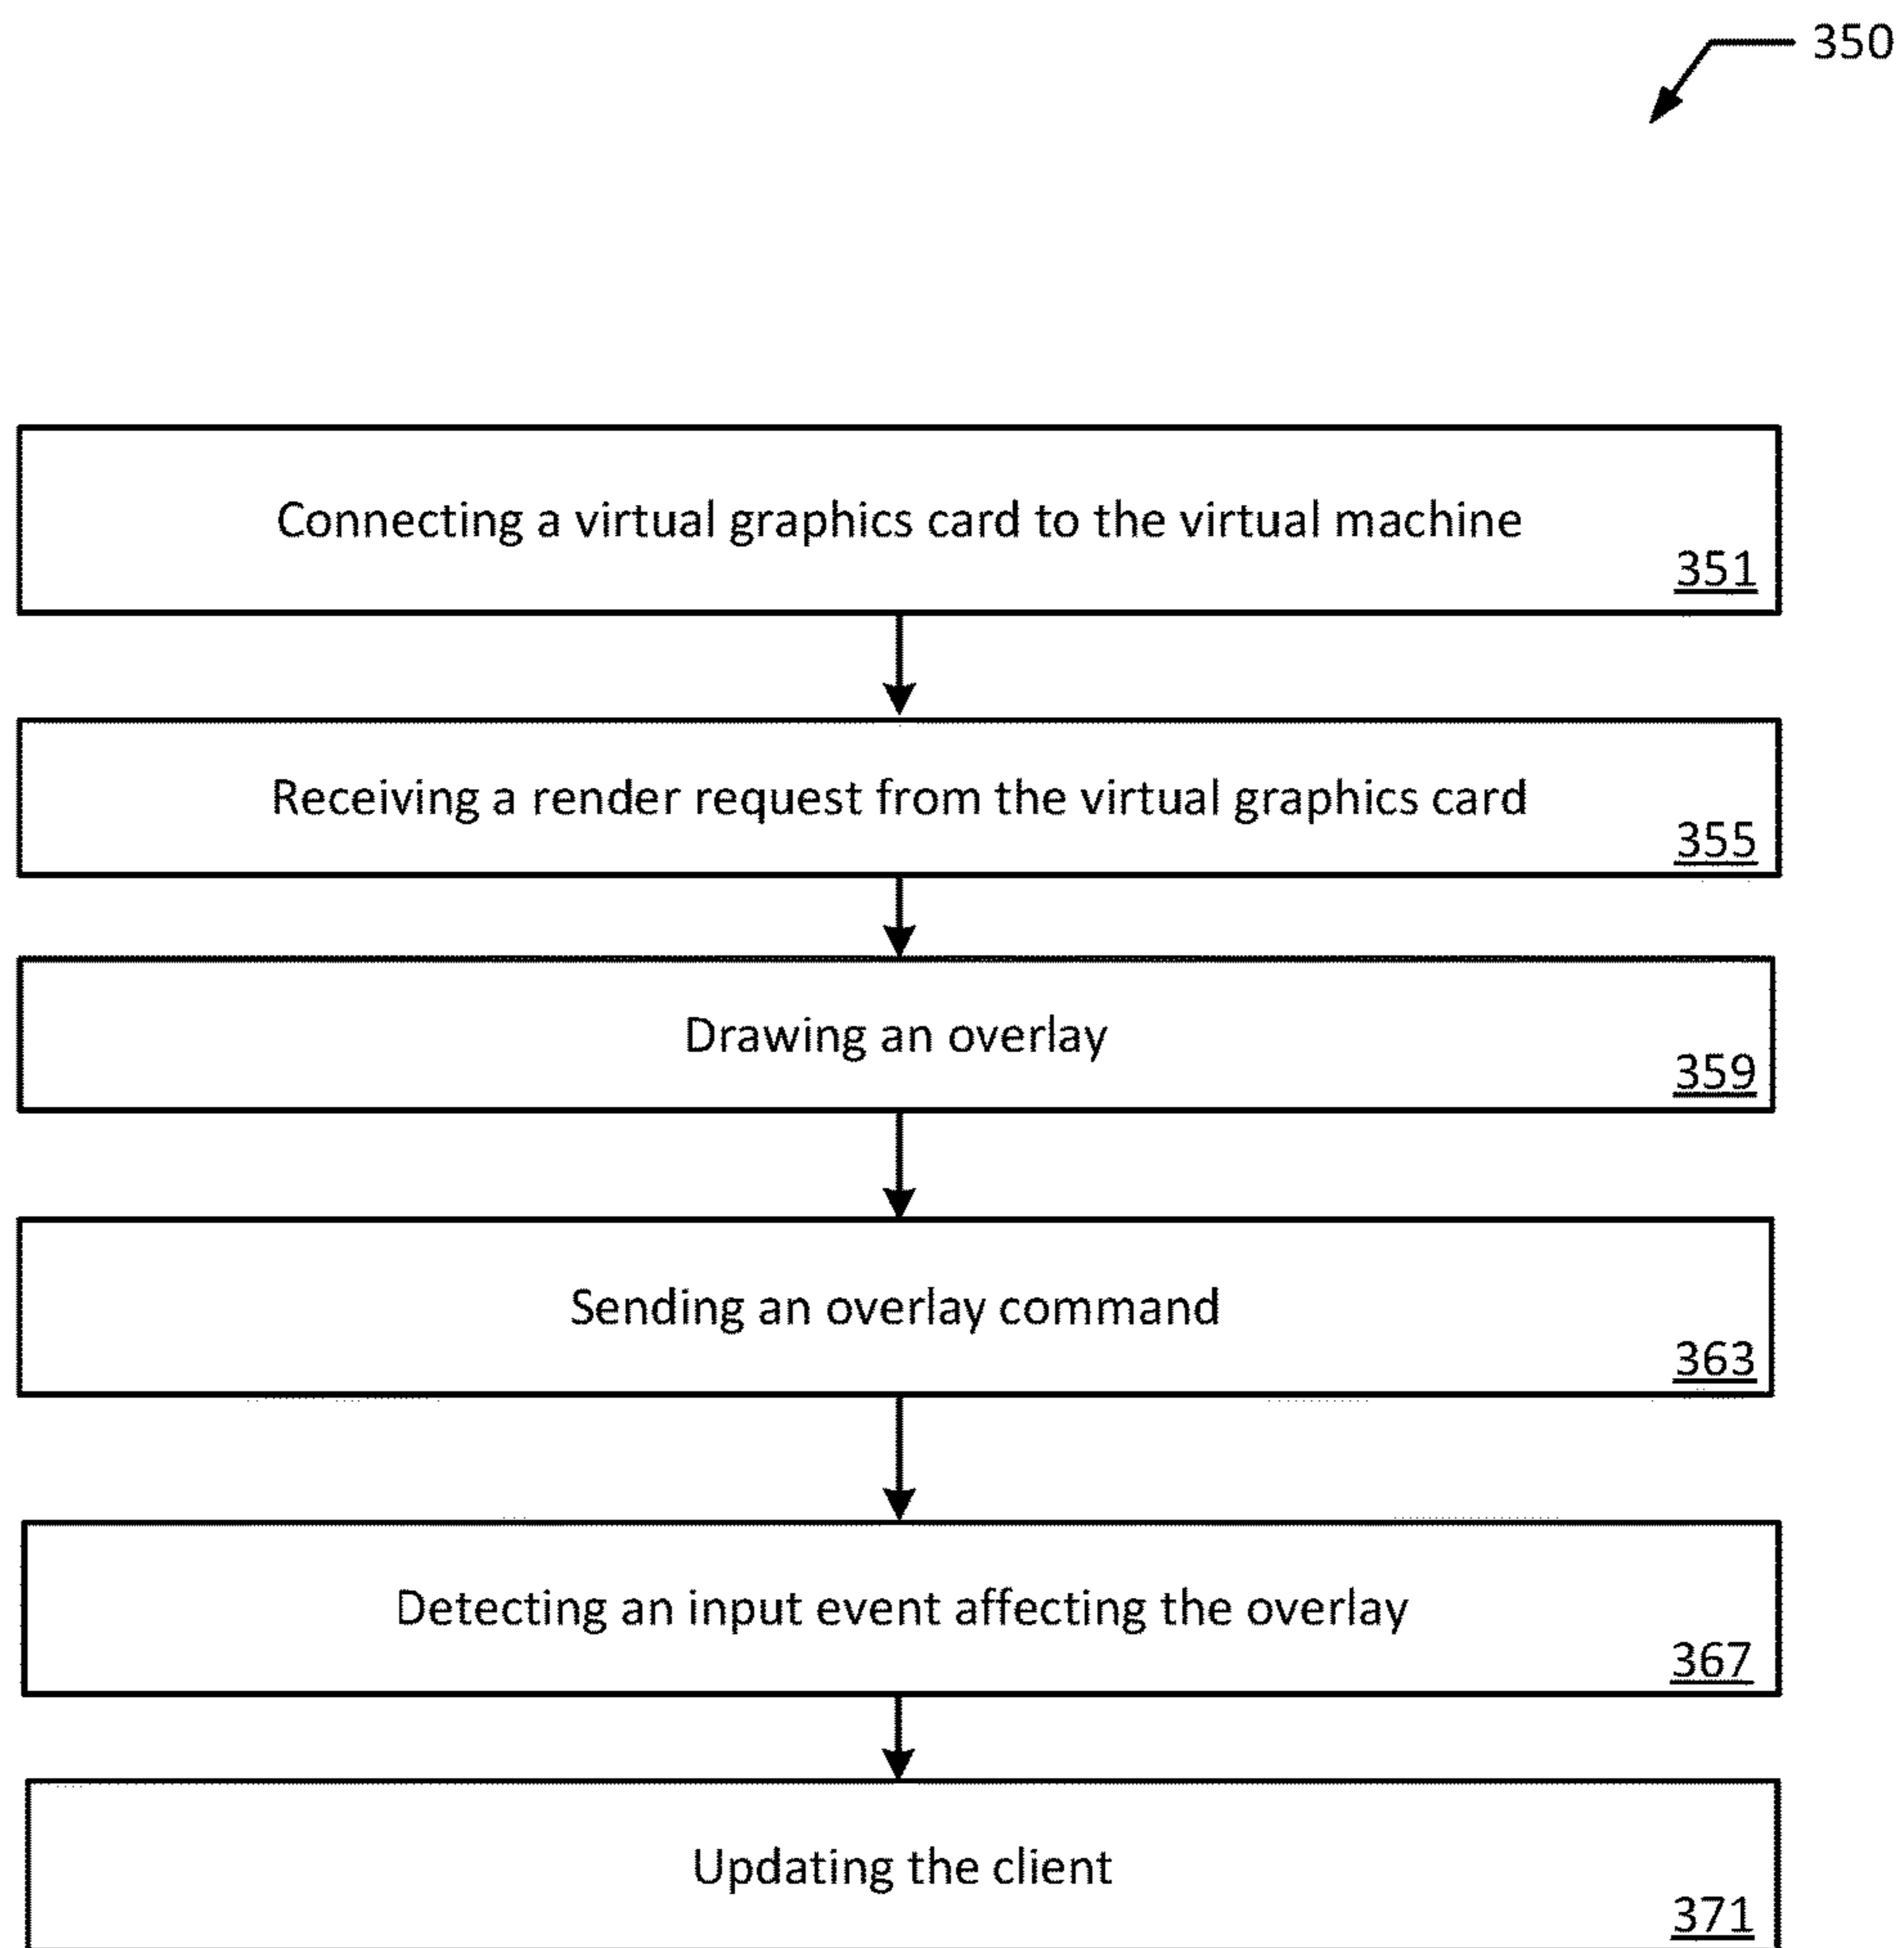 350
Connecting a virtual graphics card to the virtual machine
351
Receiving a render request from the virtual graphics card
355
Drawing an overlay
359
Sending an overlay command
363
Detecting an input event affecting the overlay
367
Updating the client
371